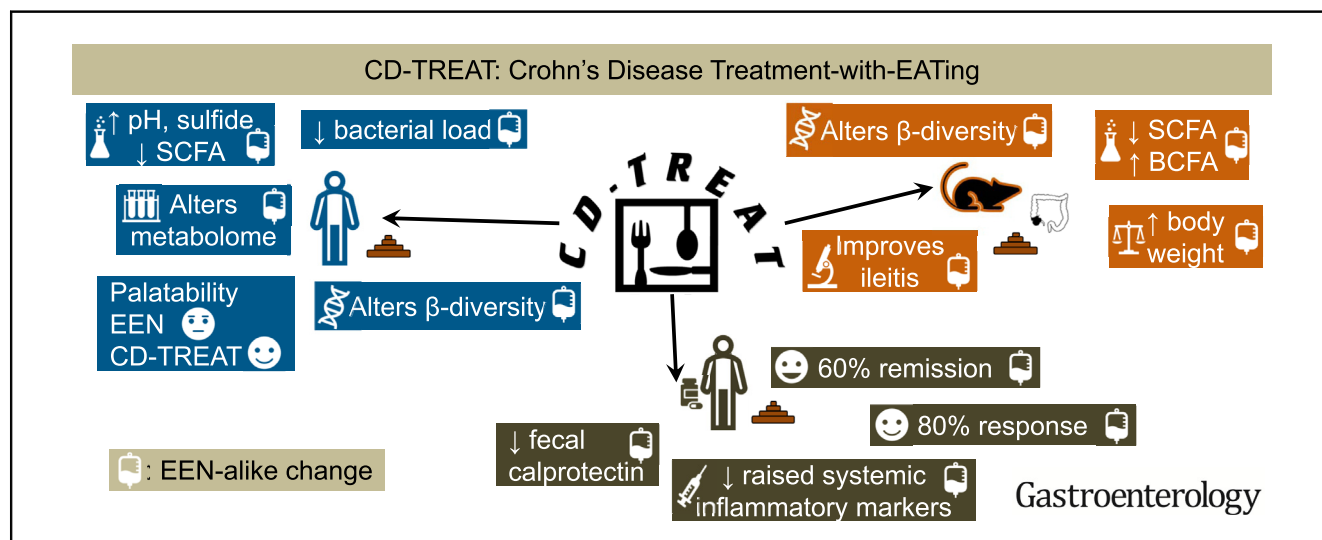 CD-TREAT: Crohn's Disease Treatment-with-EATing
↑ pH, sulfide
↓ SCFA
↓ bacterial load
Alters
metabolome
Palatability
EEN
CD-TREAT
Alters β-diversity
CD-TREAT
Alters β-diversity
↓ SCFA
↑ BCFA
Improves
ileitis
↑ body
weight
60% remission
80% response
↓ fecal
calprotectin
↓ raised systemic
inflammatory markers
: EEN-alike change
Gastroenterology